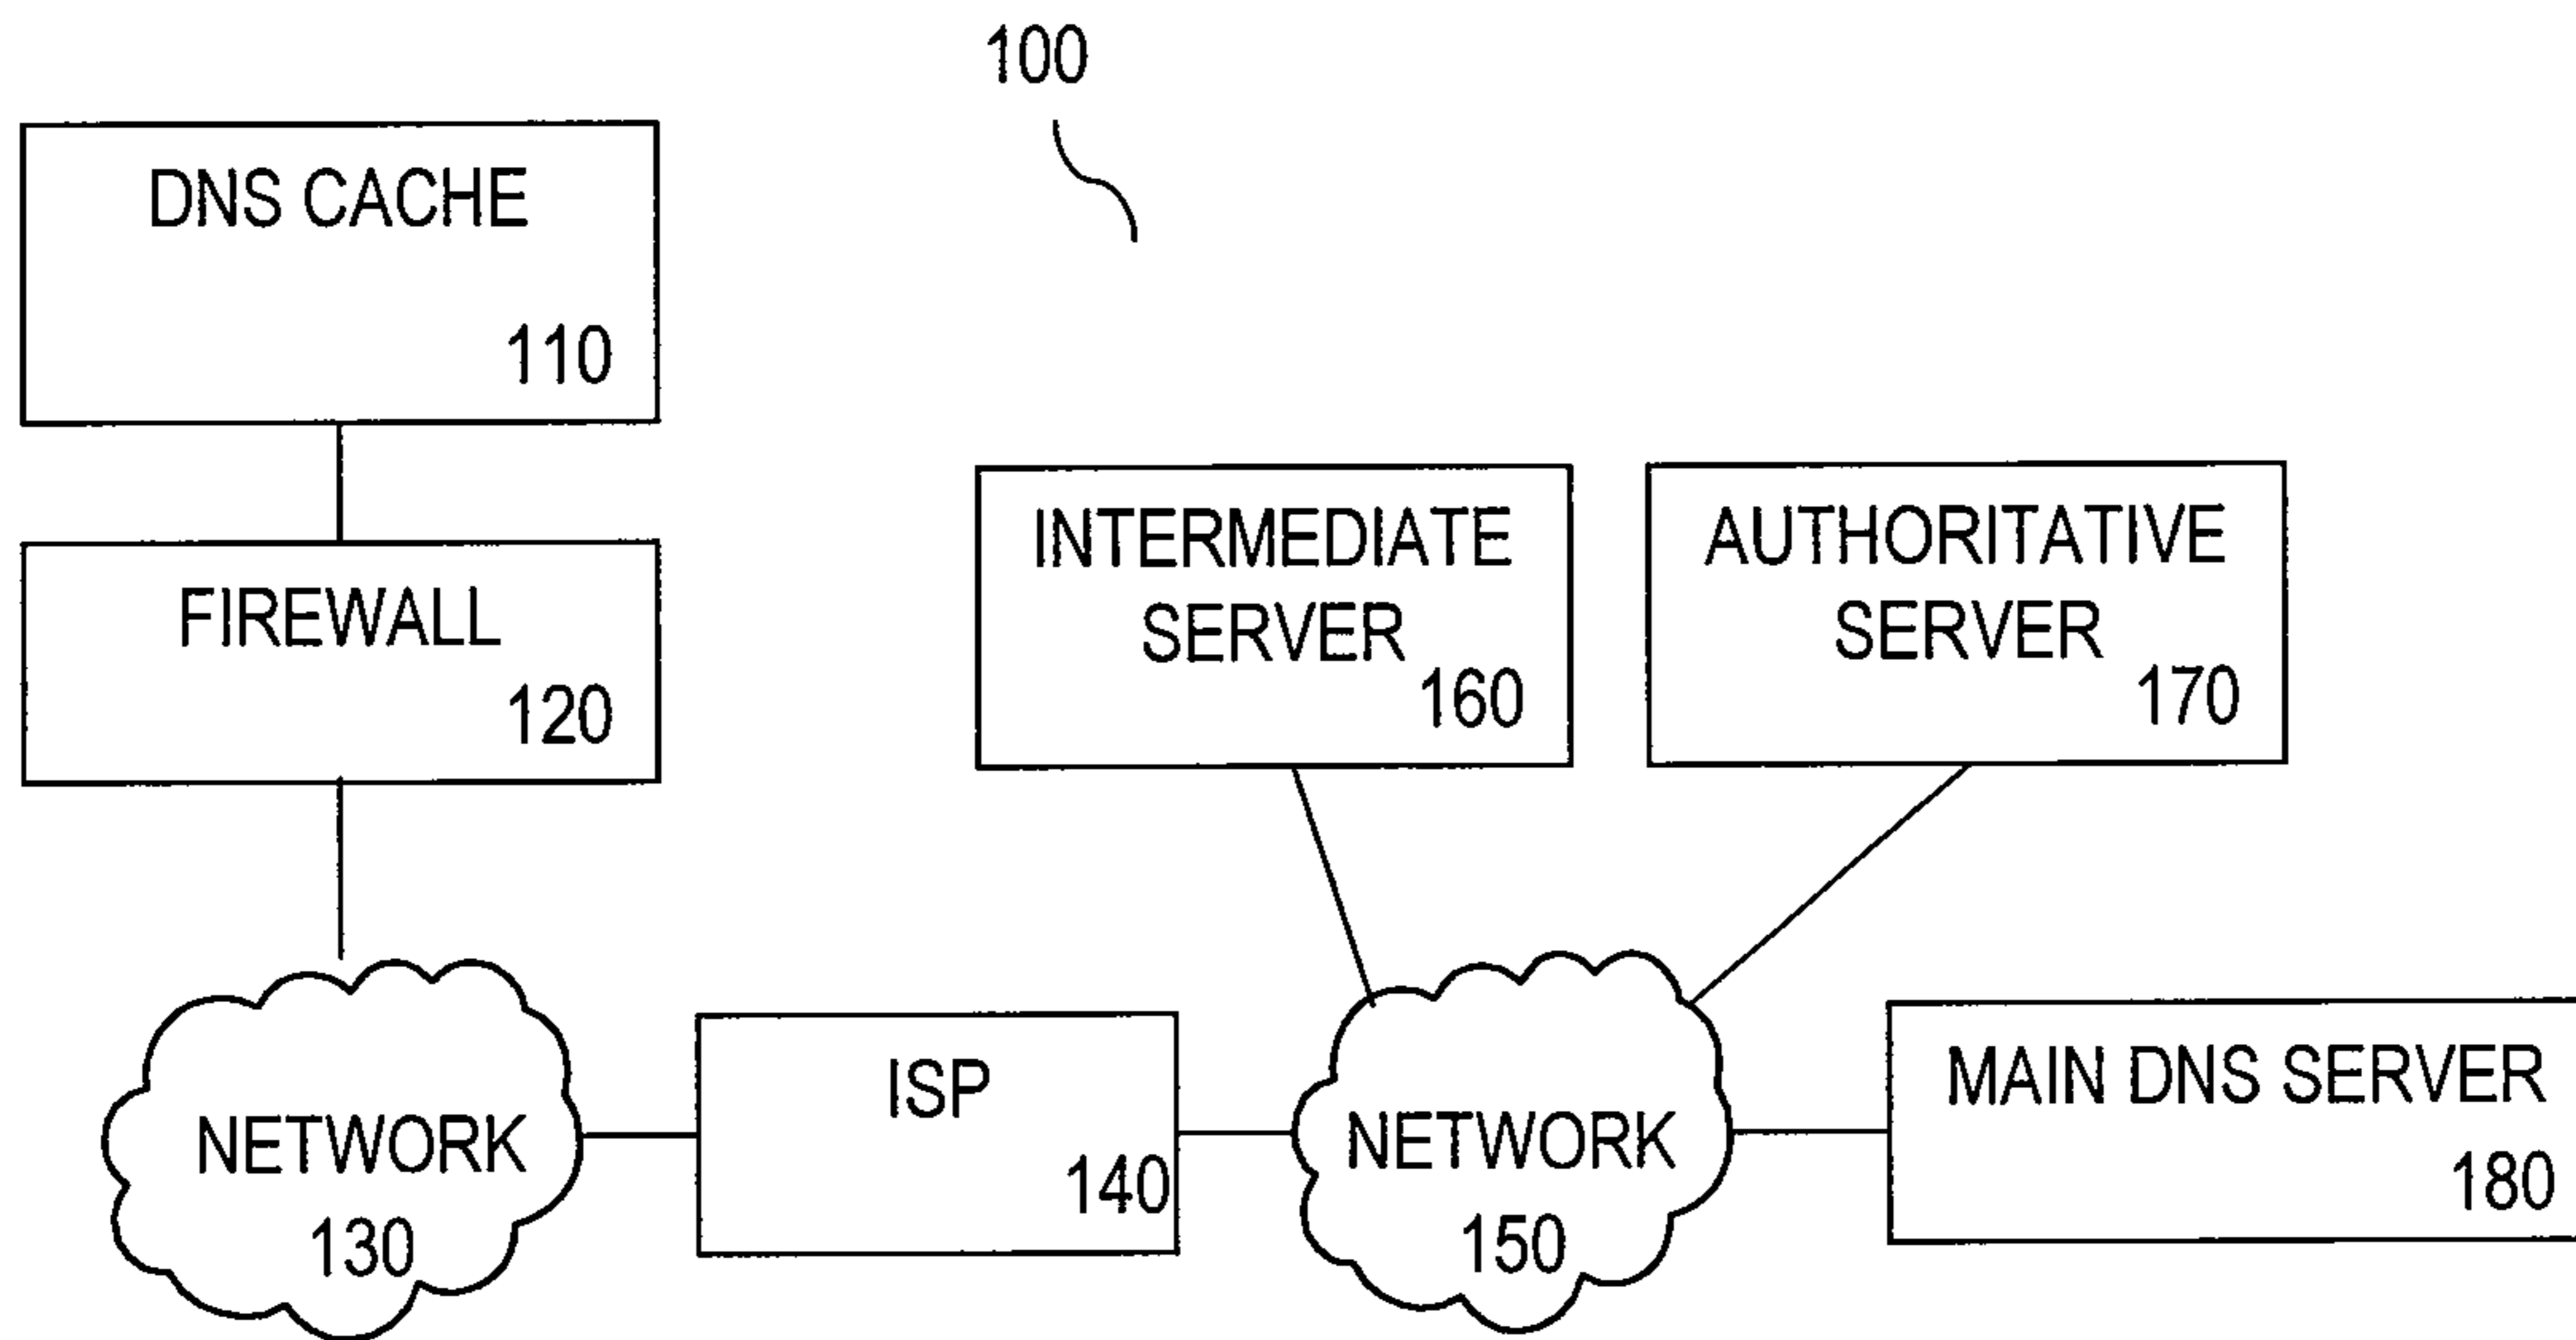 100
DNS CACHE
110
FIREWALL
120
INTERMEDIATE
SERVER
160
AUTHORITATIVE
SERVER
170
NETWORK
130
ISP
140
NETWORK
150
MAIN DNS SERVER
180